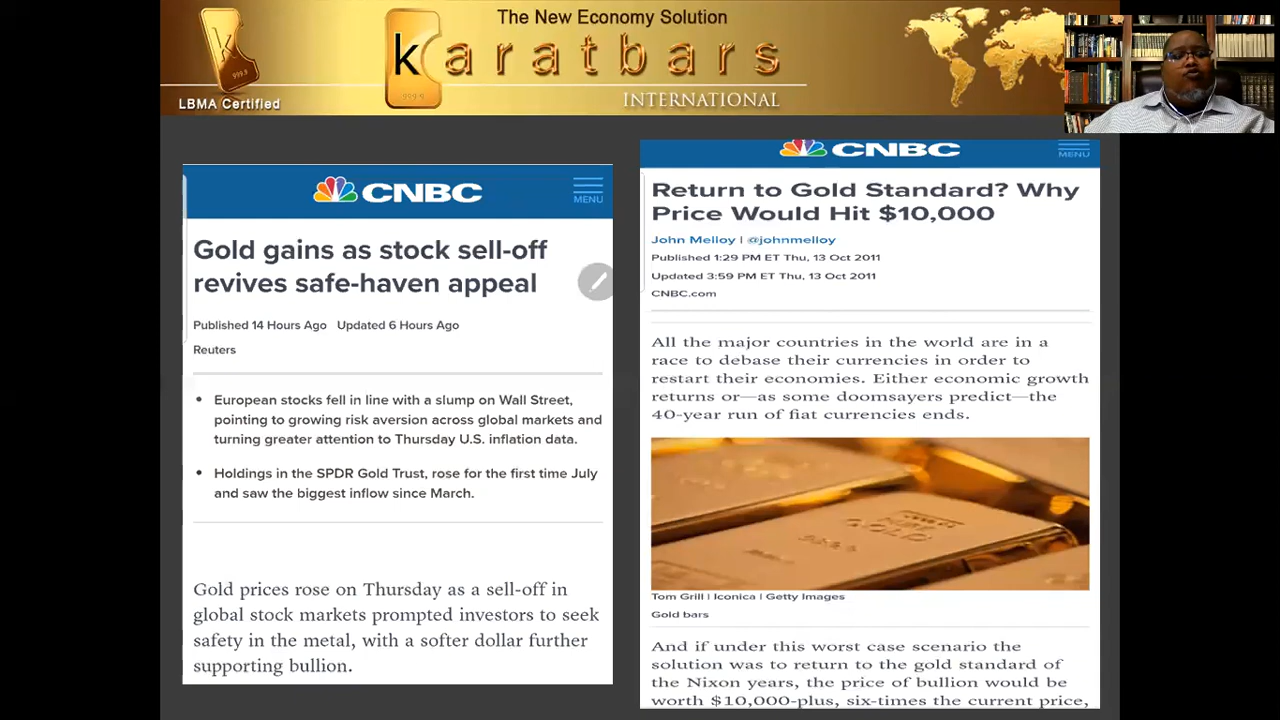 The New Economy Solution
karatbars
INTERNATIONAL
k
999.9
LBMA Certified
999.9
CNBC
MENU
Gold gains as stock sell-off
revives safe-haven appeal
Published 14 Hours Ago Updated 6 Hours Ago
Reuters
• European stocks fell in line with a slump on Wall Street,
pointing to growing risk aversion across global markets and
turning greater attention to Thursday U.S. inflation data.
• Holdings in the SPDR Gold Trust, rose for the first time July
and saw the biggest inflow since March.
Gold prices rose on Thursday as a sell-off in
global stock markets prompted investors to seek
safety in the metal, with a softer dollar further
supporting bullion.
CNBC
MENU
Return to Gold Standard? Why
Price Would Hit $10,000
John Melloy | @johnmelloy
Published 1:29 PM ET Thu, 13 Oct 2011
Updated 3:59 PM ET Thu, 13 Oct 2011
CNBC.com
All the major countries in the world are in a
race to debase their currencies in order to
restart their economies. Either economic growth
returns or—as some doomsayers predict—the
40-year run of fiat currencies ends.
GOLD
Tom Grill | Iconica | Getty Images
Gold bars
And if under this worst case scenario the
solution was to return to the gold standard of
the Nixon years, the price of bullion would be
worth $10,000-plus, six-times the current price,